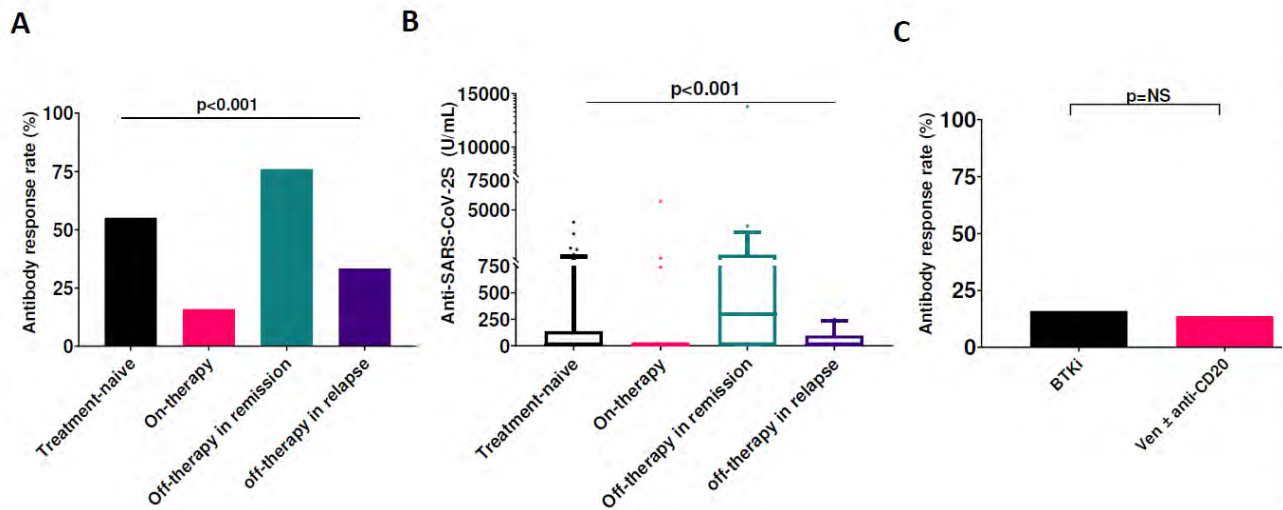 A
B
C
p<0.001
Antibody response rate (%)
100
75
50
25
0
Treatment-naive
On-therapy
Off-therapy in remission
off-therapy in relapse
p<0.001
Anti-SARS-CoV-2S (U/mL)
15000
10000
7500
5000
750
500
250
0
Treatment-naive
On-therapy
Off-therapy in remission
off-therapy in relapse
p=NS
Antibody response rate (%)
100
75
50
25
0
BTKi
Ven ± anti-CD20